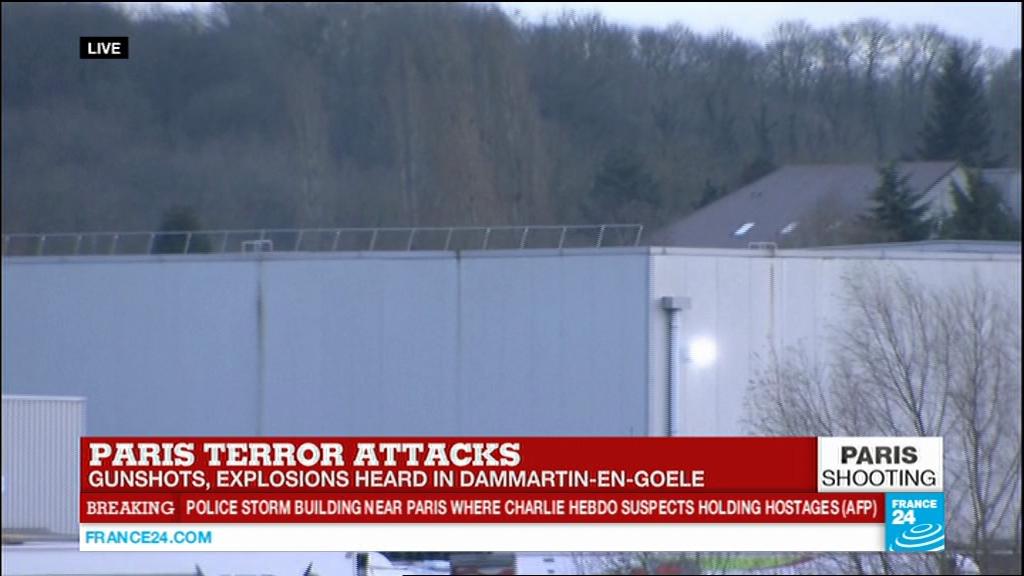 LIVE
PARIS TERROR ATTACKS
GUNSHOTS, EXPLOSIONS HEARD IN DAMMARTIN-EN-GOELE
PARIS
SHOOTING
BREAKING POLICE STORM BUILDING NEAR PARIS WHERE CHARLIE HEBDO SUSPECTS HOLDING HOSTAGES (AFP)
FRANCE
24
FRANCE24.COM